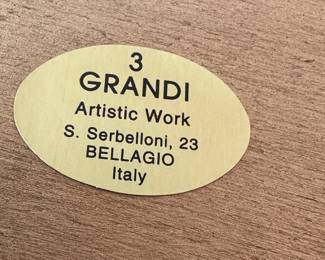 3
GRANDI
Artistic Work
S. Serbelloni, 23
BELLAGIO
Italy